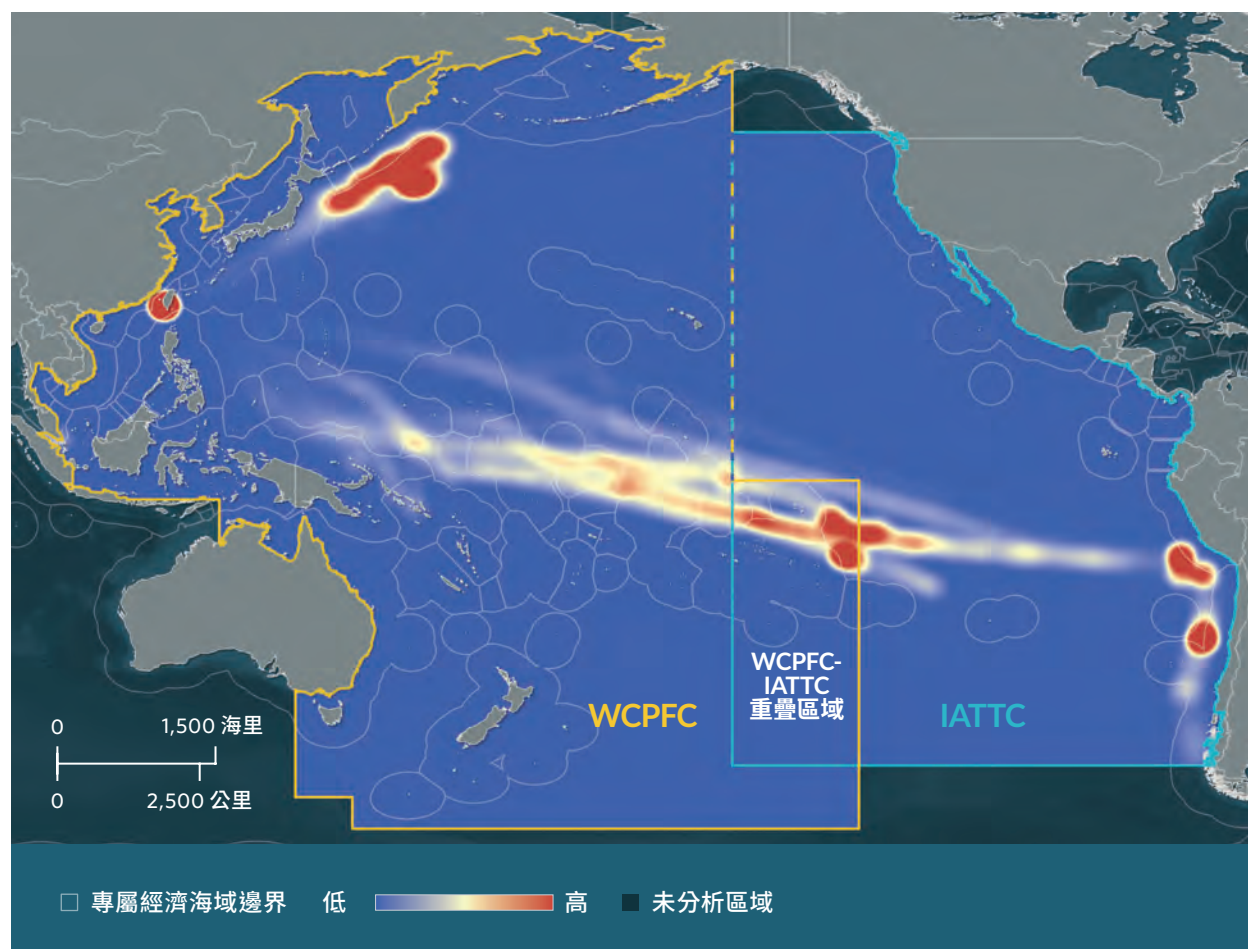 WCPFC-
IATTC
重疊區域
WCPFC
IATTC
0 1,500 海里
0 2,500 公里
專屬經濟海域邊界 低 高 未分析區域